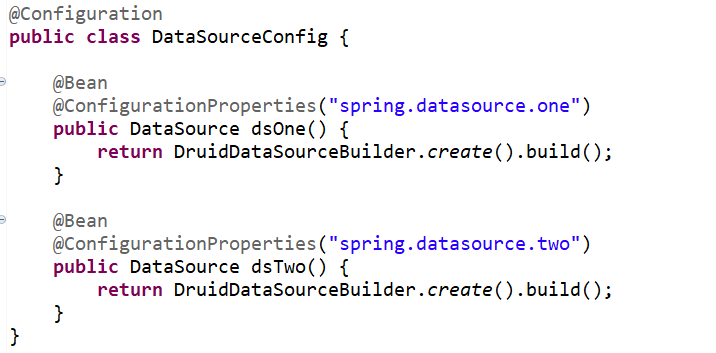 @Configuration
public class DataSourceConfig {
@Bean
@ConfigurationProperties("spring.datasource.one")
public DataSource dsOne() {
return DruidDataSourceBuilder.create().build();
}
@Bean
@ConfigurationProperties("spring.datasource.two")
public DataSource dsTwo() {
return DruidDataSourceBuilder.create().build();
}
}